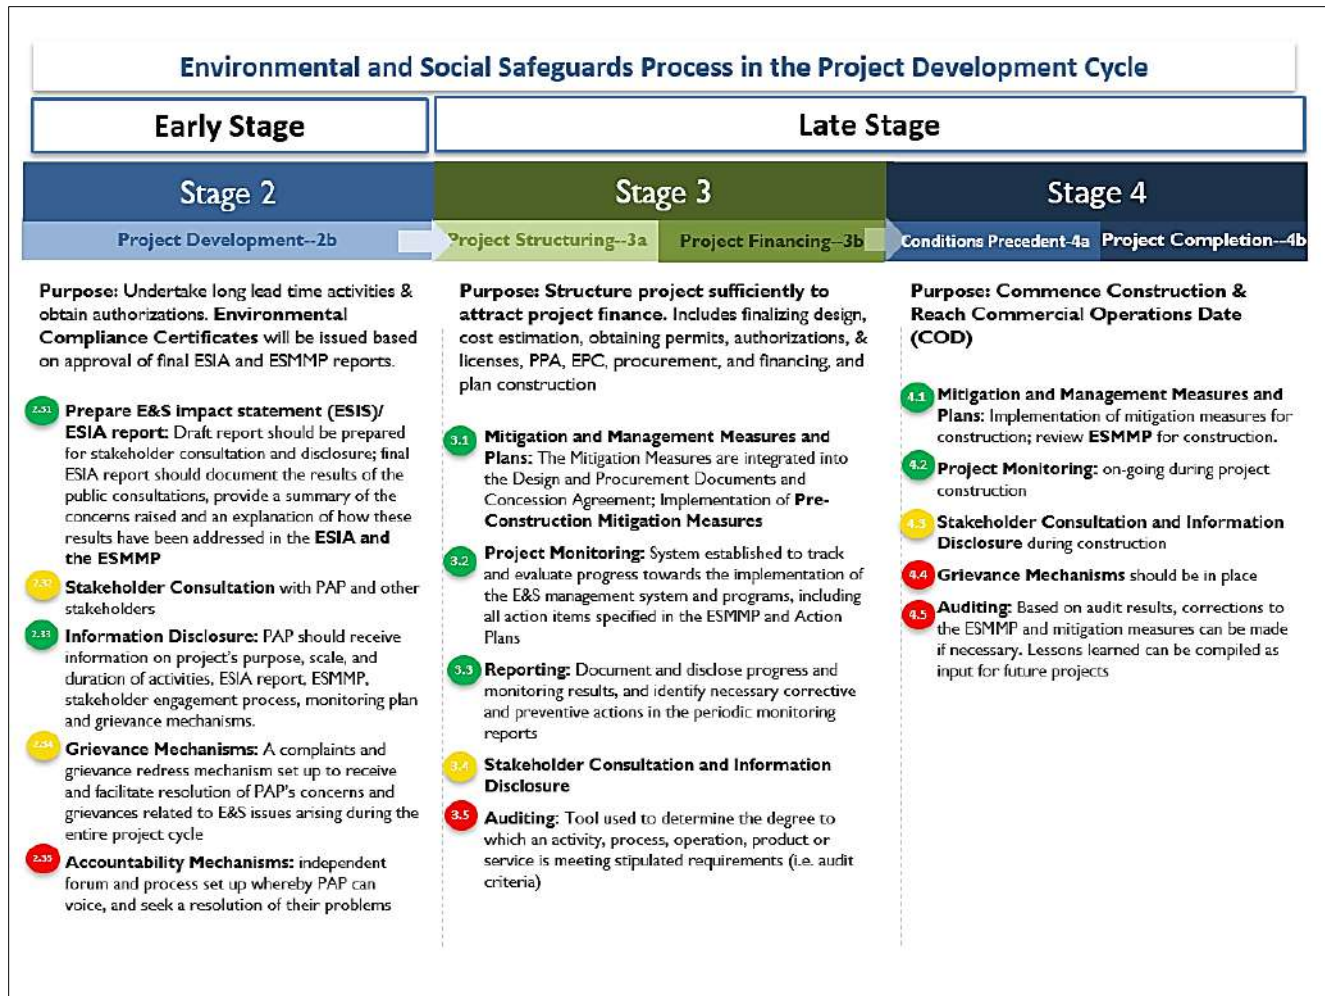 Environmental and Social Safeguards Process in the Project Development Cycle
Early Stage
Late Stage
Stage 2
Stage 3
Stage 4
Project Development--2b
Project Structuring--3a
Project Financing--3b
Conditions Precedent-4a
Project Completion--4b
Purpose: Undertake long lead time activities &
obtain authorizations. Environmental
Compliance Certificates will be issued based
on approval of final ESIA and ESMMP reports.
2.31 Prepare E&S impact statement (ESIS)/
ESIA report: Draft report should be prepared
for stakeholder consultation and disclosure; final
ESIA report should document the results of the
public consultations, provide a summary of the
concerns raised and an explanation of how these
results have been addressed in the ESIA and
the ESMMP
2.32 Stakeholder Consultation with PAP and other
stakeholders
2.33 Information Disclosure: PAP should receive
information on project's purpose, scale, and
duration of activities, ESIA report, ESMMP,
stakeholder engagement process, monitoring plan
and grievance mechanisms.
2.34 Grievance Mechanisms: A complaints and
grievance redress mechanism set up to receive
and facilitate resolution of PAP's concerns and
grievances related to E&S issues arising during the
entire project cycle
2.35 Accountability Mechanisms: independent
forum and process set up whereby PAP can
voice, and seek a resolution of their problems
Purpose: Structure project sufficiently to
attract project finance. Includes finalizing design,
cost estimation, obtaining permits, authorizations, &
licenses, PPA, EPC, procurement, and financing, and
plan construction
3.1 Mitigation and Management Measures and
Plans: The Mitigation Measures are integrated into
the Design and Procurement Documents and
Concession Agreement; Implementation of Pre-
Construction Mitigation Measures
3.2 Project Monitoring: System established to track
and evaluate progress towards the implementation of
the E&S management system and programs, including
all action items specified in the ESMMP and Action
Plans
3.3 Reporting: Document and disclose progress and
monitoring results, and identify necessary corrective
and preventive actions in the periodic monitoring
reports
3.4 Stakeholder Consultation and Information
Disclosure
3.5 Auditing: Tool used to determine the degree to
which an activity, process, operation, product or
service is meeting stipulated requirements (i.e. audit
criteria)
Purpose: Commence Construction &
Reach Commercial Operations Date
(COD)
4.1 Mitigation and Management Measures and
Plans: Implementation of mitigation measures for
construction; review ESMMP for construction.
4.2 Project Monitoring: on-going during project
construction
4.3 Stakeholder Consultation and Information
Disclosure during construction
4.4 Grievance Mechanisms should be in place
4.5 Auditing: Based on audit results, corrections to
the ESMMP and mitigation measures can be made
if necessary. Lessons learned can be compiled as
input for future projects